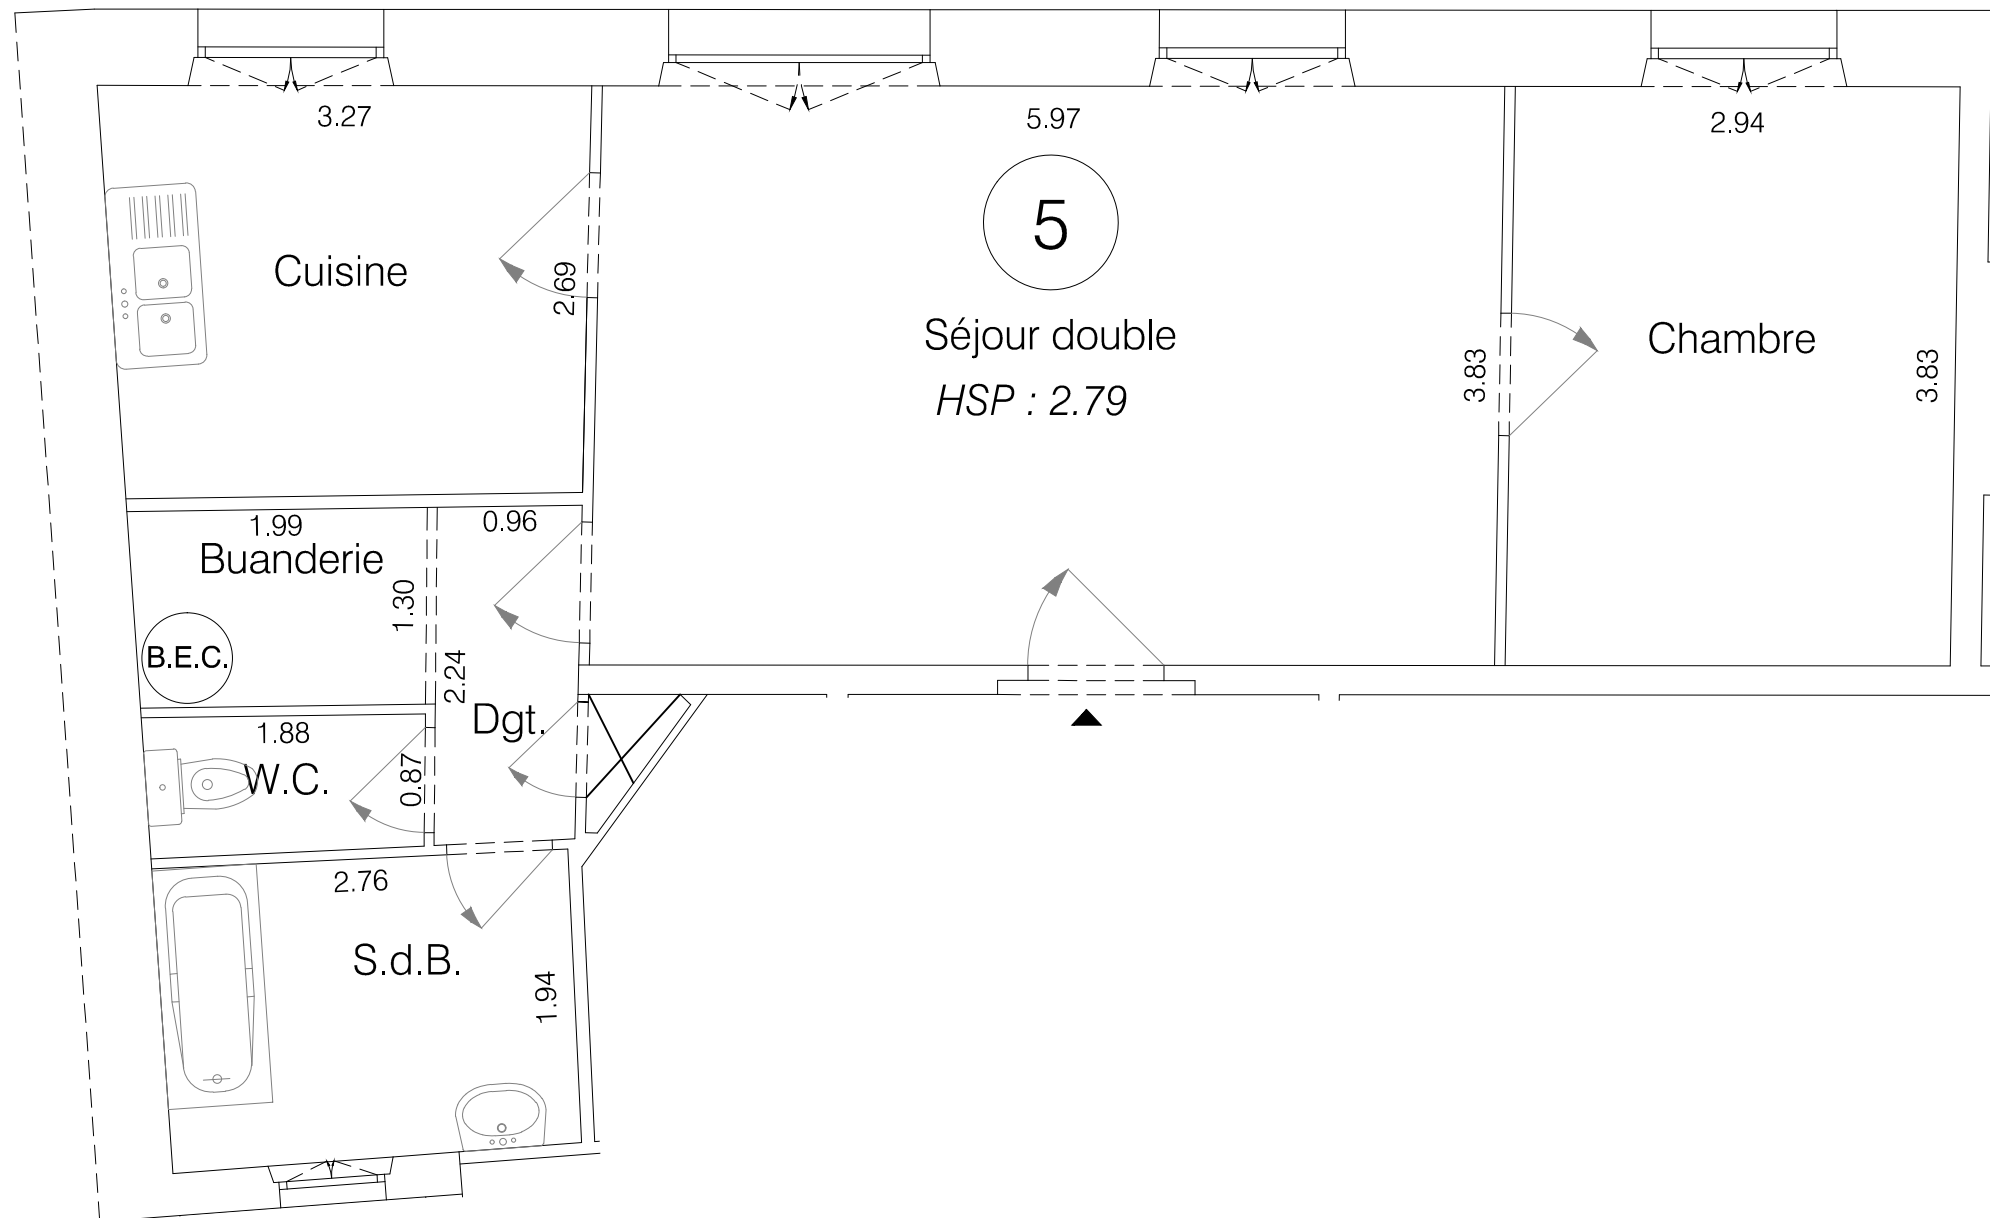 3.27
5.97
2.94
5
Cuisine
2.69
Séjour double
HSP : 2.79
3.83
Chambre
3.83
1.99
0.96
Buanderie
1.30
B.E.C.
2.24
Dgt.
1.88
W.C.
0.87
2.76
S.d.B.
1.94